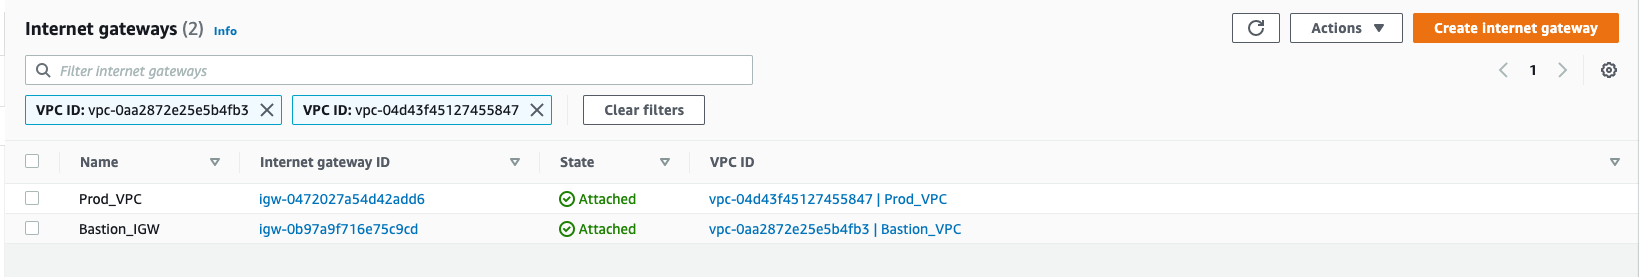 Internet gateways (2) Info
Actions
Create internet gateway
Filter internet gateways
1
VPC ID: vpc-0aa2872e25e5b4fb3
VPC ID: vpc-04d43f45127455847
Clear filters
Name Internet gateway ID State VPC ID
Prod_VPC igw-0472027a54d42add6 Attached vpc-04d43f45127455847 | Prod_VPC
Bastion_IGW igw-0b97a9f716e75c9cd Attached vpc-0aa2872e25e5b4fb3 | Bastion_VPC